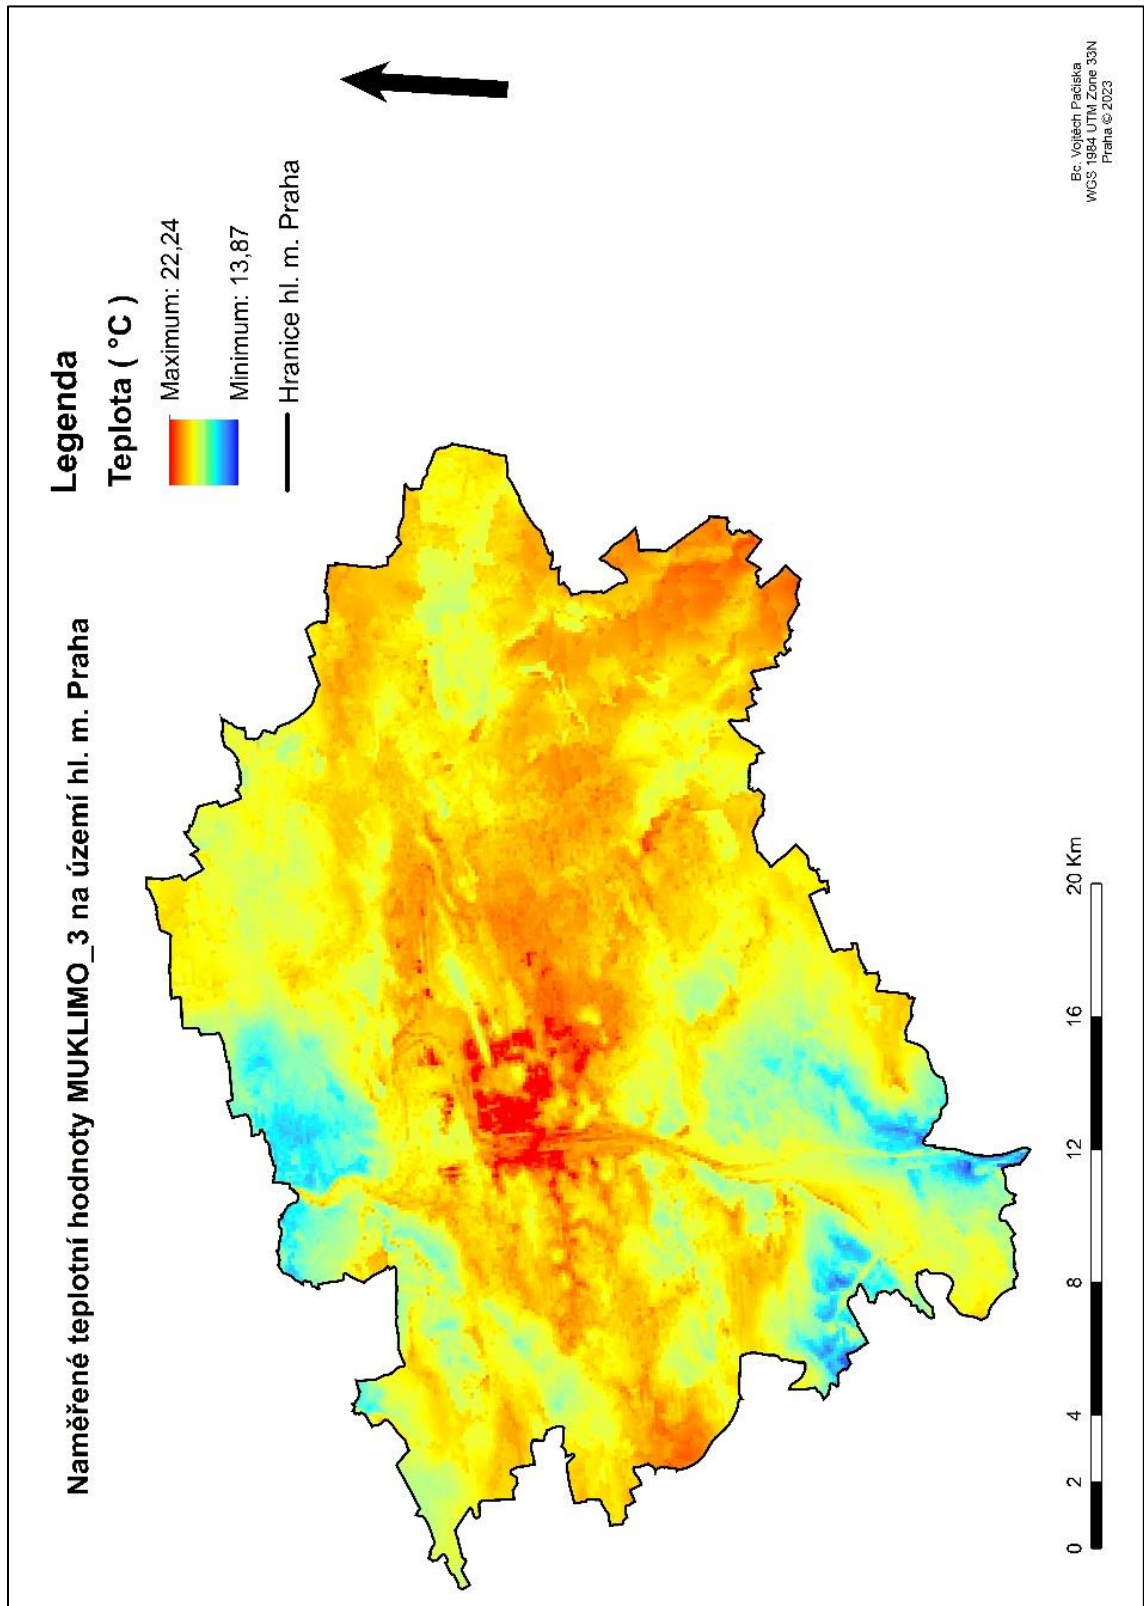 Naměřené teplotní hodnoty MUKLIMO_3 na území hl. m. Praha
Legenda
Teplota ( °C )
Maximum: 22,24
Minimum: 13,87
Hranice hl. m. Praha
0 2 4 8 12 16 20 Km
Bc. Vojtěch Pačiska
WGS 1984 UTM Zone 33N
Praha © 2023